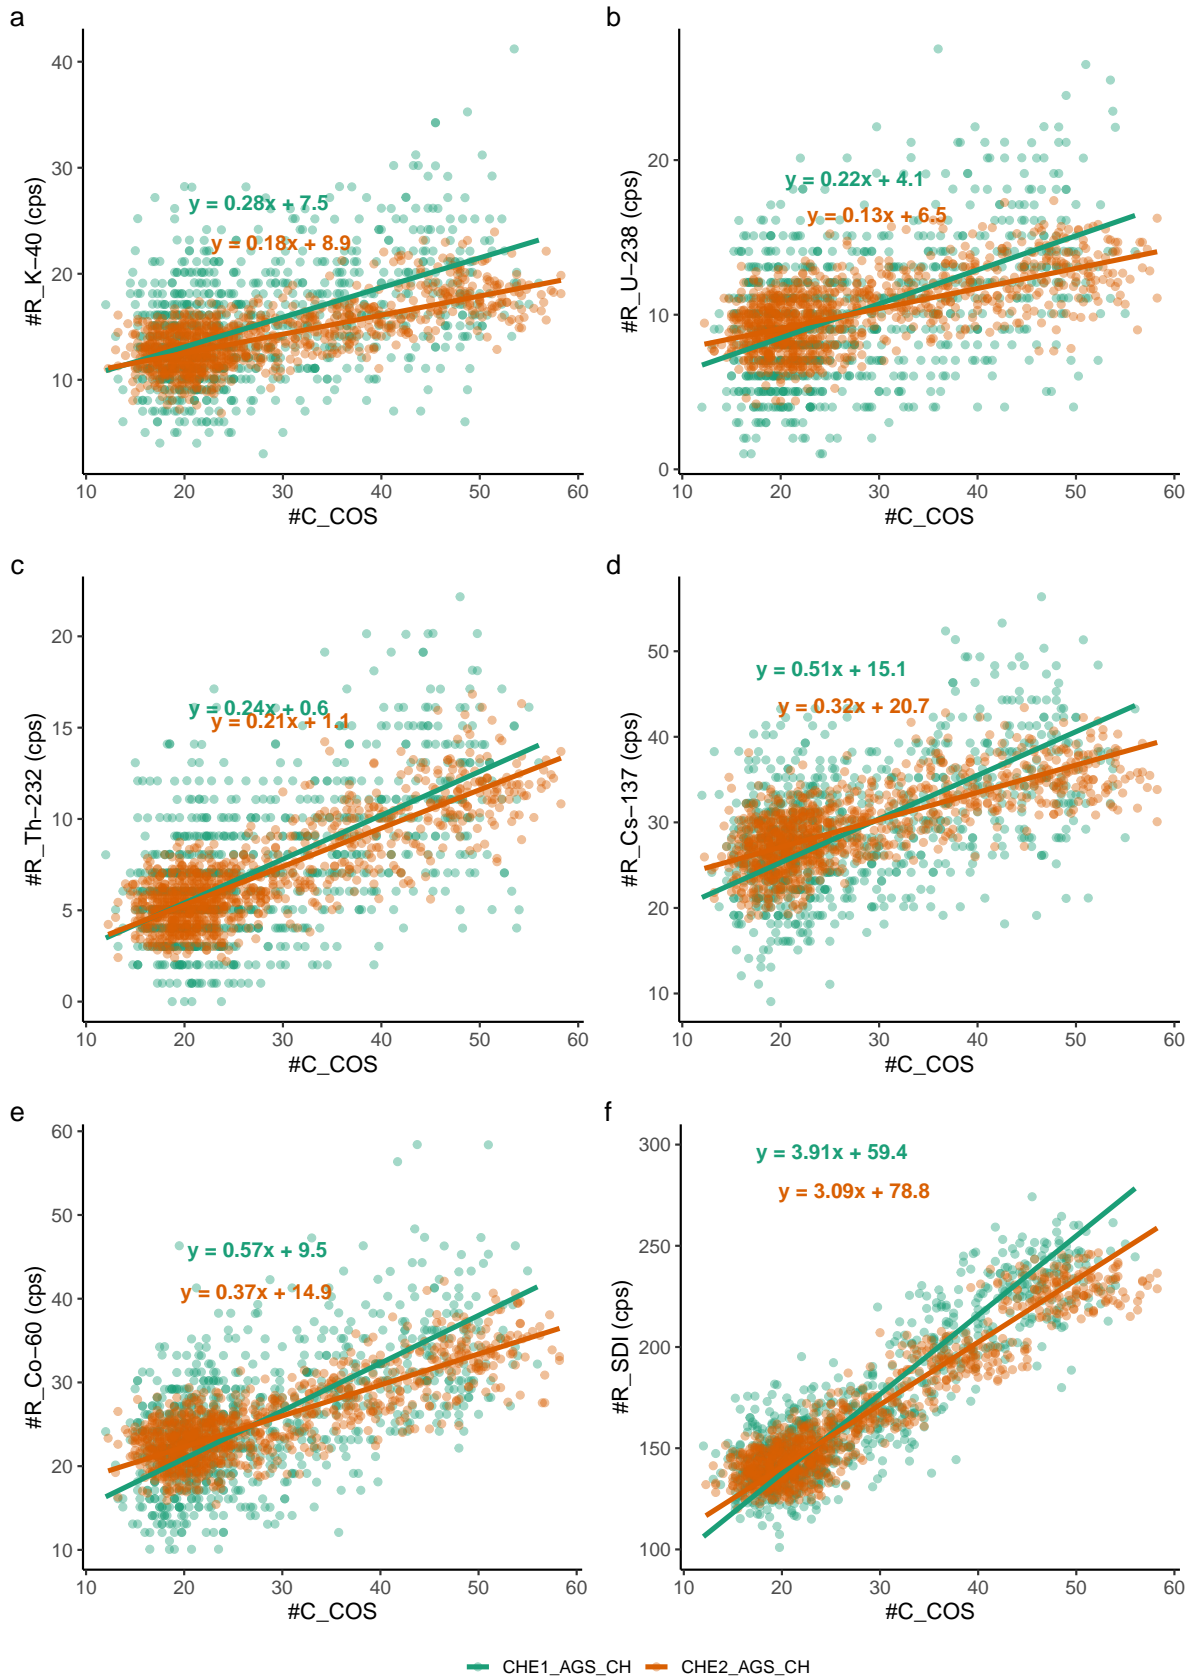 a
40
30
20
10
#R_K−40 (cps)
y = 0.28x + 7.5
y = 0.18x + 8.9
10 20 30 40 50 60
#C_COS
b
20
10
0
#R_U−238 (cps)
y = 0.22x + 4.1
y = 0.13x + 6.5
10 20 30 40 50 60
#C_COS
c
20
15
10
5
0
#R_Th−232 (cps)
y = 0.24x + 0.6
y = 0.21x + 1.1
10 20 30 40 50 60
#C_COS
d
50
40
30
20
10
#R_Cs−137 (cps)
y = 0.51x + 15.1
y = 0.32x + 20.7
10 20 30 40 50 60
#C_COS
e
60
50
40
30
20
10
#R_Co−60 (cps)
y = 0.57x + 9.5
y = 0.37x + 14.9
10 20 30 40 50 60
#C_COS
f
300
250
200
150
100
#R_SDI (cps)
y = 3.91x + 59.4
y = 3.09x + 78.8
10 20 30 40 50 60
#C_COS
CHE1_AGS_CH CHE2_AGS_CH